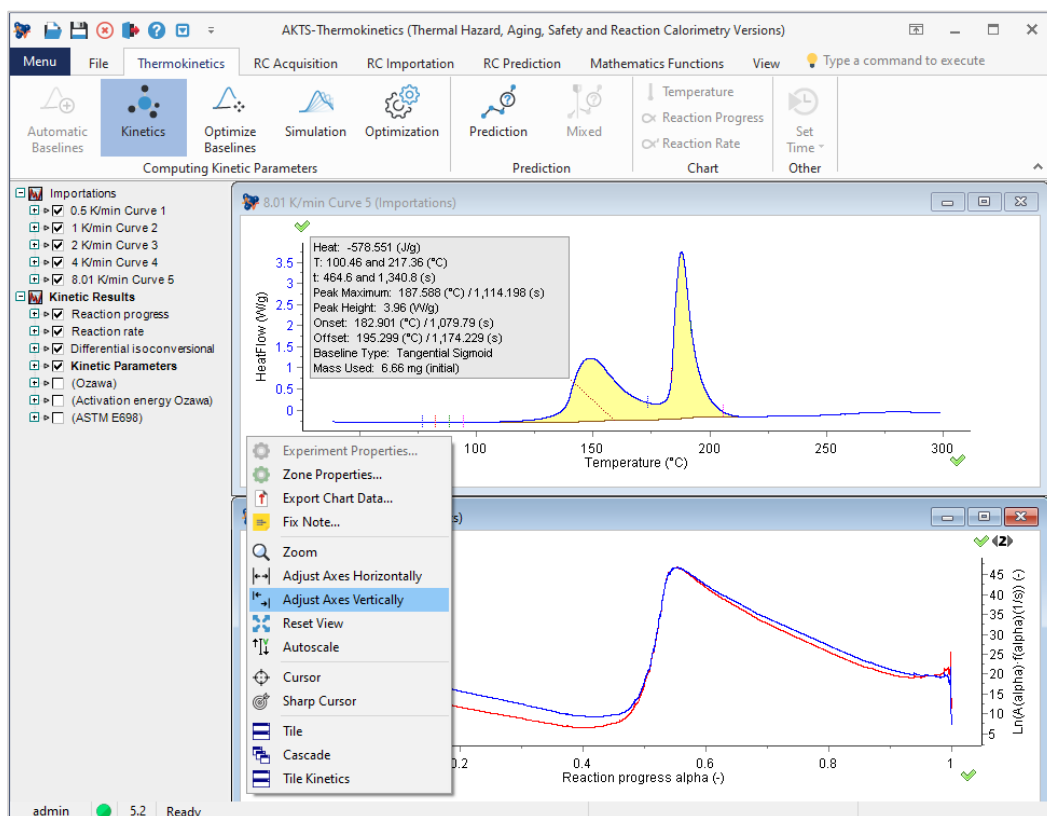 AKTS-Thermokinetics (Thermal Hazard, Aging, Safety and Reaction Calorimetry Versions)
Menu File Thermokinetics RC Acquisition RC Importation RC Prediction Mathematics Functions View Type a command to execute
Automatic Baselines
Kinetics
Optimize Baselines
Simulation
Optimization
Computing Kinetic Parameters
Prediction
Mixed
Prediction
Temperature
Reaction Progress
Reaction Rate
Chart
Set Time
Other
Importations
0.5 K/min Curve 1
1 K/min Curve 2
2 K/min Curve 3
4 K/min Curve 4
8.01 K/min Curve 5
Kinetic Results
Reaction progress
Reaction rate
Differential isoconversional
Kinetic Parameters
(Ozawa)
(Activation energy Ozawa)
(ASTM E698)
8.01 K/min Curve 5 (Importations)
Heat: -578.551 (J/g)
T: 100.46 and 217.36 (°C)
t: 464.6 and 1,340.8 (s)
Peak Maximum: 187.588 (°C) / 1,114.198 (s)
Peak Height: 3.96 (W/g)
Onset: 182.901 (°C) / 1,079.79 (s)
Offset: 195.299 (°C) / 1,174.229 (s)
Baseline Type: Tangential Sigmoid
Mass Used: 6.66 mg (initial)
HeatFlow (W/g)
3.5
3
2.5
2
1.5
1
0.5
0
100 150 200 250 300
Temperature (°C)
Experiment Properties...
Zone Properties...
Export Chart Data...
Fix Note...
Zoom
Adjust Axes Horizontally
Adjust Axes Vertically
Reset View
Autoscale
Cursor
Sharp Cursor
Tile
Cascade
Tile Kinetics
s)
(2)
45
40
35
30
25
20
15
10
5
Ln(A(alpha)·f(alpha)(1/s)) (-)
0.2 0.4 0.6 0.8 1
Reaction progress alpha (-)
admin 5.2 Ready